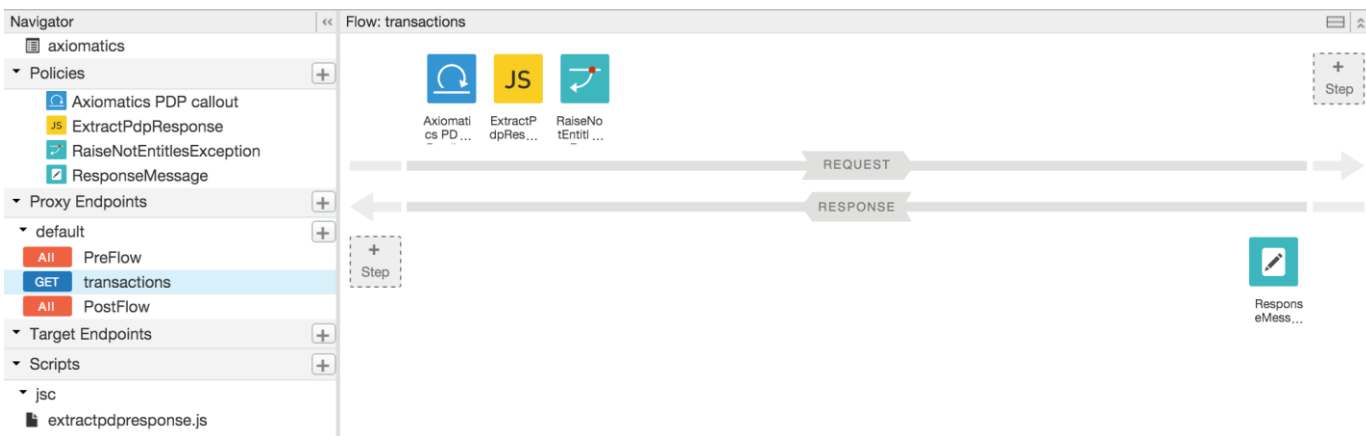 Navigator
axiomatics
Policies
Axiomatics PDP callout
JS ExtractPdpResponse
RaiseNotEntitlesException
ResponseMessage
Proxy Endpoints
default
All PreFlow
GET transactions
All PostFlow
Target Endpoints
Scripts
jsc
extractpdpresponse.js
Flow: transactions
JS
Axiomati
cs PD ...
ExtractP
dpRes...
RaiseNo
tEntitl ...
+
Step
REQUEST
RESPONSE
+
Step
Respons
eMess...